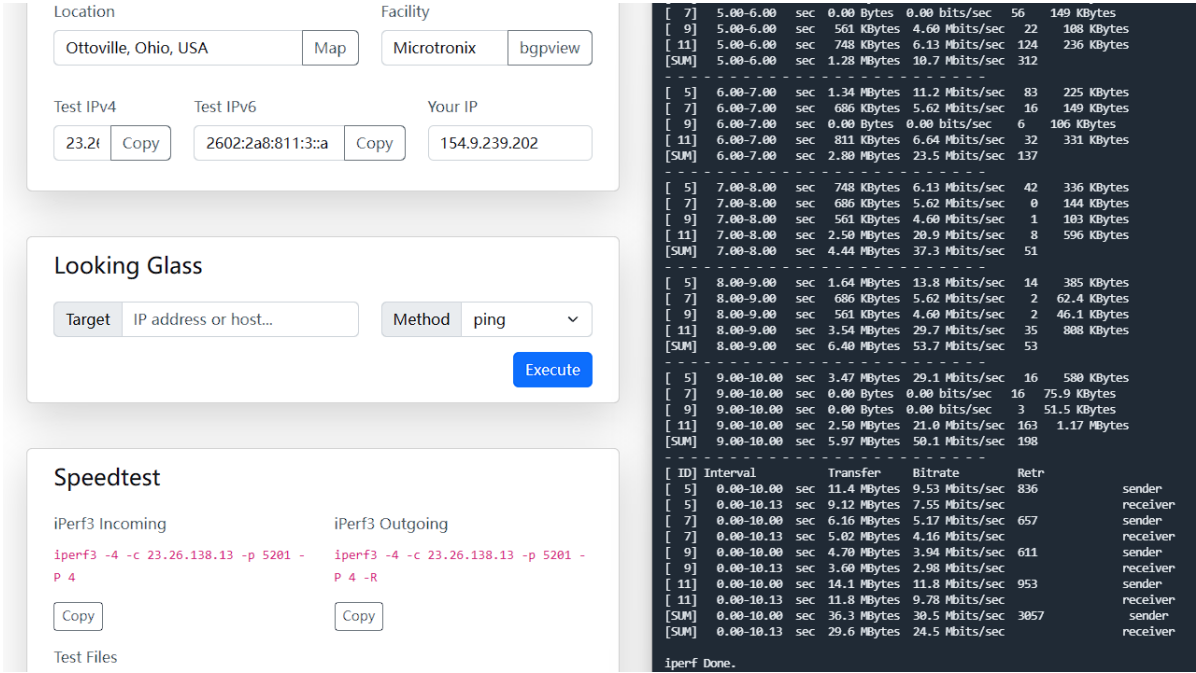 Location Facility
Ottoville, Ohio, USA Map Microtronix bgpview
Test IPv4 Test IPv6 Your IP
23.26 Copy 2602:2a8:811:3::a Copy 154.9.239.202
Looking Glass
Target IP address or host... Method ping
Execute
Speedtest
iPerf3 Incoming iPerf3 Outgoing
iperf3 -4 -c 23.26.138.13 -p 5201 - iperf3 -4 -c 23.26.138.13 -p 5201 -
P 4 P 4 -R
Copy Copy
Test Files
[ 7] 5.00-6.00 sec 0.00 Bytes 0.00 bits/sec 56 149 KBytes
[ 9] 5.00-6.00 sec 561 KBytes 4.60 Mbits/sec 22 108 KBytes
[ 11] 5.00-6.00 sec 748 KBytes 6.13 Mbits/sec 124 236 KBytes
[SUM] 5.00-6.00 sec 1.28 MBytes 10.7 Mbits/sec 312
- - - - - - - - - - - - - - - - - - - - - - - - -
[ 5] 6.00-7.00 sec 1.34 MBytes 11.2 Mbits/sec 83 225 KBytes
[ 7] 6.00-7.00 sec 686 KBytes 5.62 Mbits/sec 16 149 KBytes
[ 9] 6.00-7.00 sec 0.00 Bytes 0.00 bits/sec 6 106 KBytes
[ 11] 6.00-7.00 sec 811 KBytes 6.64 Mbits/sec 32 331 KBytes
[SUM] 6.00-7.00 sec 2.80 MBytes 23.5 Mbits/sec 137
- - - - - - - - - - - - - - - - - - - - - - - - -
[ 5] 7.00-8.00 sec 748 KBytes 6.13 Mbits/sec 42 336 KBytes
[ 7] 7.00-8.00 sec 686 KBytes 5.62 Mbits/sec 0 144 KBytes
[ 9] 7.00-8.00 sec 561 KBytes 4.60 Mbits/sec 1 103 KBytes
[ 11] 7.00-8.00 sec 2.50 MBytes 20.9 Mbits/sec 8 596 KBytes
[SUM] 7.00-8.00 sec 4.44 MBytes 37.3 Mbits/sec 51
- - - - - - - - - - - - - - - - - - - - - - - - -
[ 5] 8.00-9.00 sec 1.64 MBytes 13.8 Mbits/sec 14 385 KBytes
[ 7] 8.00-9.00 sec 686 KBytes 5.62 Mbits/sec 2 62.4 KBytes
[ 9] 8.00-9.00 sec 561 KBytes 4.60 Mbits/sec 2 46.1 KBytes
[ 11] 8.00-9.00 sec 3.54 MBytes 29.7 Mbits/sec 35 808 KBytes
[SUM] 8.00-9.00 sec 6.40 MBytes 53.7 Mbits/sec 53
- - - - - - - - - - - - - - - - - - - - - - - - -
[ 5] 9.00-10.00 sec 3.47 MBytes 29.1 Mbits/sec 16 580 KBytes
[ 7] 9.00-10.00 sec 0.00 Bytes 0.00 bits/sec 16 75.9 KBytes
[ 9] 9.00-10.00 sec 0.00 Bytes 0.00 bits/sec 3 51.5 KBytes
[ 11] 9.00-10.00 sec 2.50 MBytes 21.0 Mbits/sec 163 1.17 MBytes
[SUM] 9.00-10.00 sec 5.97 MBytes 50.1 Mbits/sec 198
- - - - - - - - - - - - - - - - - - - - - - - - -
[ ID] Interval Transfer Bitrate Retr
[ 5] 0.00-10.00 sec 11.4 MBytes 9.53 Mbits/sec 836 sender
[ 5] 0.00-10.13 sec 9.12 MBytes 7.55 Mbits/sec receiver
[ 7] 0.00-10.00 sec 6.16 MBytes 5.17 Mbits/sec 657 sender
[ 7] 0.00-10.13 sec 5.02 MBytes 4.16 Mbits/sec receiver
[ 9] 0.00-10.00 sec 4.70 MBytes 3.94 Mbits/sec 611 sender
[ 9] 0.00-10.13 sec 3.60 MBytes 2.98 Mbits/sec receiver
[ 11] 0.00-10.00 sec 14.1 MBytes 11.8 Mbits/sec 953 sender
[ 11] 0.00-10.13 sec 11.8 MBytes 9.78 Mbits/sec receiver
[SUM] 0.00-10.00 sec 36.3 MBytes 30.5 Mbits/sec 3057 sender
[SUM] 0.00-10.13 sec 29.6 MBytes 24.5 Mbits/sec receiver
iperf Done.